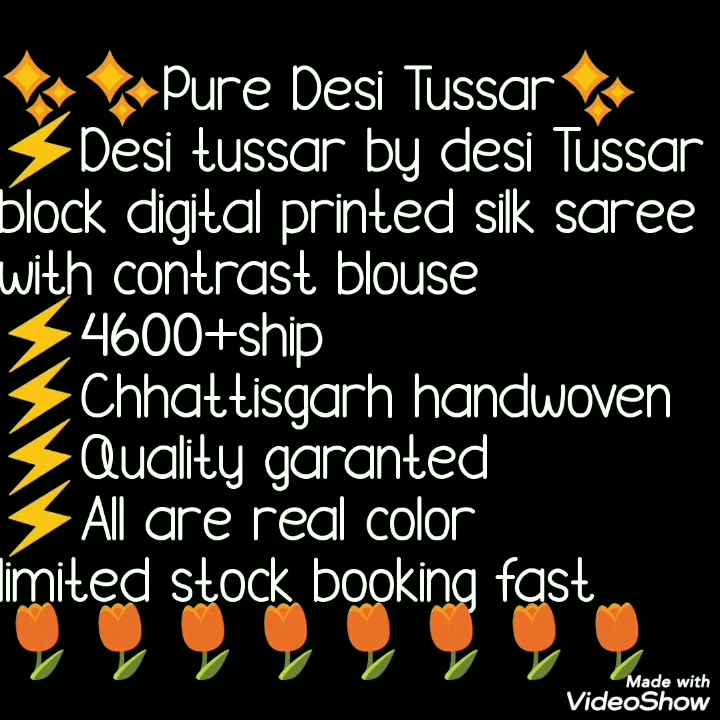 ✨✨Pure Desi Tussar✨
⚡Desi tussar by desi Tussar
block digital printed silk saree
with contrast blouse
⚡4600+ship
⚡Chhattisgarh handwoven
⚡Quality garanted
⚡All are real color
limited stock booking fast
🌷🌷🌷🌷🌷🌷🌷🌷
Made with
VideoShow